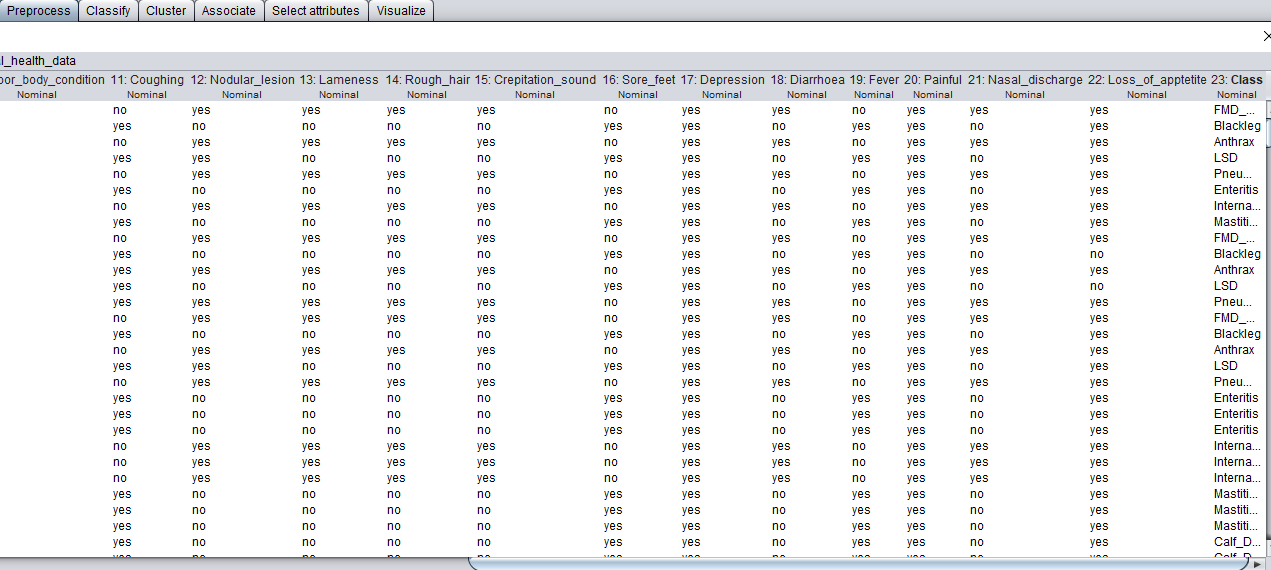 Preprocess Classify Cluster Associate Select attributes Visualize
l_health_data
oor_body_condition 11: Coughing 12: Nodular_lesion 13: Lameness 14: Rough_hair 15: Crepitation_sound 16: Sore_feet 17: Depression 18: Diarrhoea 19: Fever 20: Painful 21: Nasal_discharge 22: Loss_of_apptetite 23: Class
Nominal Nominal Nominal Nominal Nominal Nominal Nominal Nominal Nominal Nominal Nominal Nominal Nominal
no yes yes yes yes no yes yes no yes yes yes FMD_...
yes no no no no yes yes no yes yes no yes Blackleg
no yes yes yes yes no yes yes no yes yes yes Anthrax
yes yes no no no yes yes no yes yes no yes LSD
no yes yes yes yes no yes yes no yes yes yes Pneu...
yes no no no no yes yes no yes yes no yes Enteritis
no yes yes yes yes no yes yes no yes yes yes Interna...
yes no no no no yes yes no yes yes no yes Mastiti...
no yes yes yes yes no yes yes no yes yes yes FMD_...
yes no no no no yes yes no yes yes no no Blackleg
yes yes yes yes yes no yes yes no yes yes yes Anthrax
yes no no no no yes yes no yes yes no no LSD
yes yes yes yes yes no yes yes no yes yes yes Pneu...
no yes yes yes yes no yes yes no yes yes yes FMD_...
yes no no no no yes yes no yes yes no yes Blackleg
no yes yes yes yes no yes yes no yes yes yes Anthrax
yes yes no no no yes yes no yes yes no yes LSD
no yes yes yes yes no yes yes no yes yes yes Pneu...
yes no no no no yes yes no yes yes no yes Enteritis
yes no no no no yes yes no yes yes no yes Enteritis
yes no no no no yes yes no yes yes no yes Enteritis
no yes yes yes yes no yes yes no yes yes yes Interna...
no yes yes yes yes no yes yes no yes yes yes Interna...
no yes yes yes yes no yes yes no yes yes yes Interna...
yes no no no no yes yes no yes yes no yes Mastiti...
yes no no no no yes yes no yes yes no yes Mastiti...
yes no no no no yes yes no yes yes no yes Mastiti...
yes no no no no yes yes no yes yes no yes Calf_D...